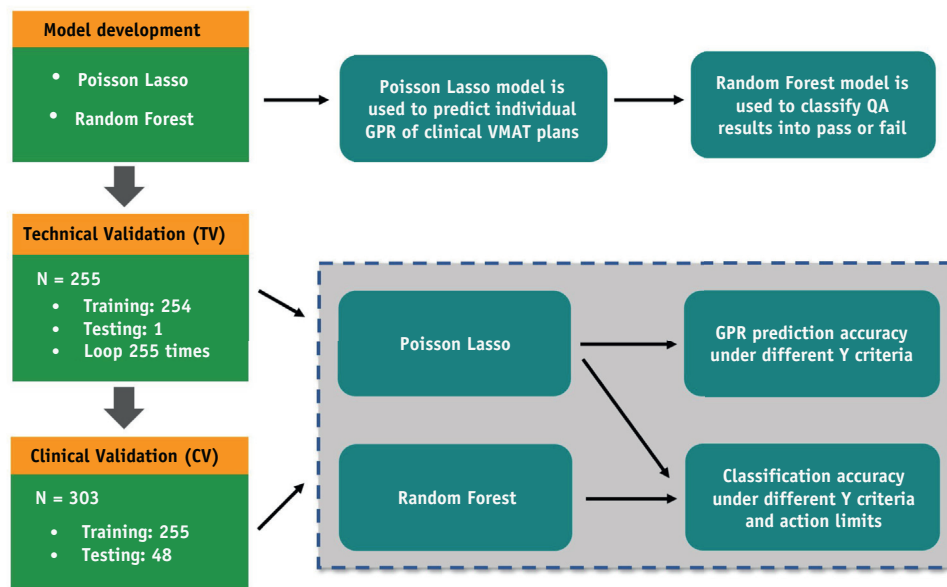 Model development
• Poisson Lasso
• Random Forest
Poisson Lasso model is
used to predict individual
GPR of clinical VMAT plans
Random Forest model is
used to classify QA
results into pass or fail
Technical Validation (TV)
N = 255
• Training: 254
• Testing: 1
• Loop 255 times
Poisson Lasso
GPR prediction accuracy
under different Y criteria
Clinical Validation (CV)
N = 303
• Training: 255
• Testing: 48
Random Forest
Classification accuracy
under different Y criteria
and action limits